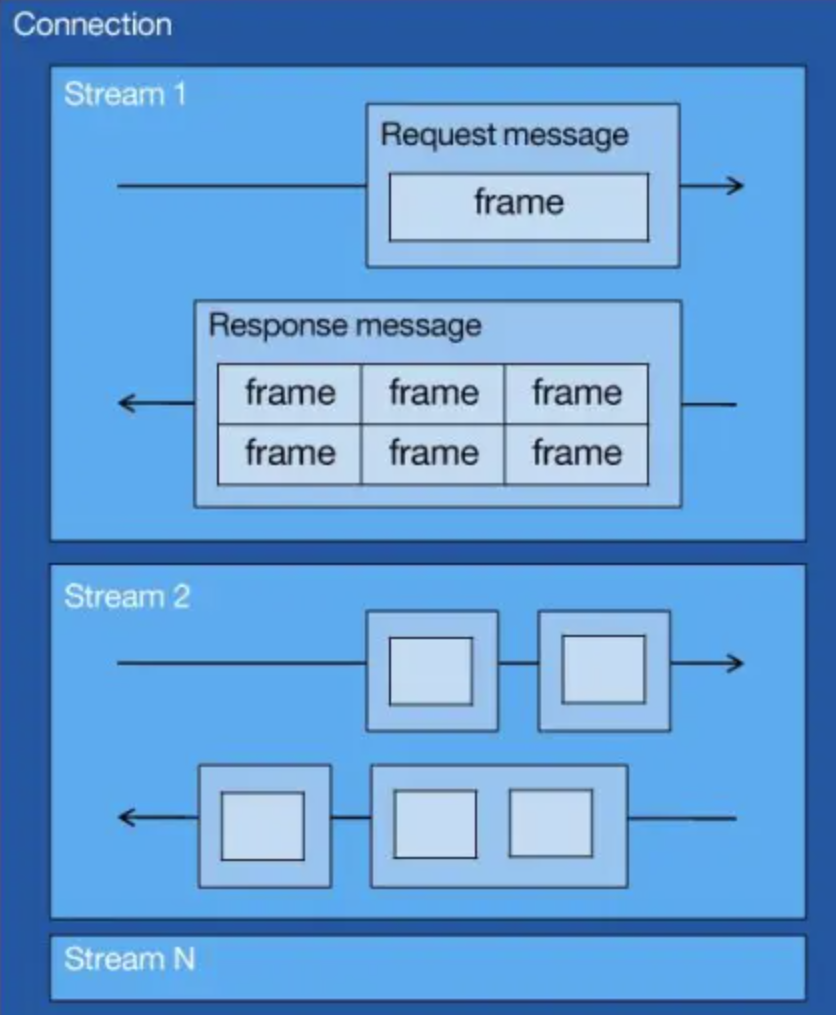 Connection
Stream 1
Request message
frame
Response message
frame frame frame
frame frame frame
Stream 2
Stream N